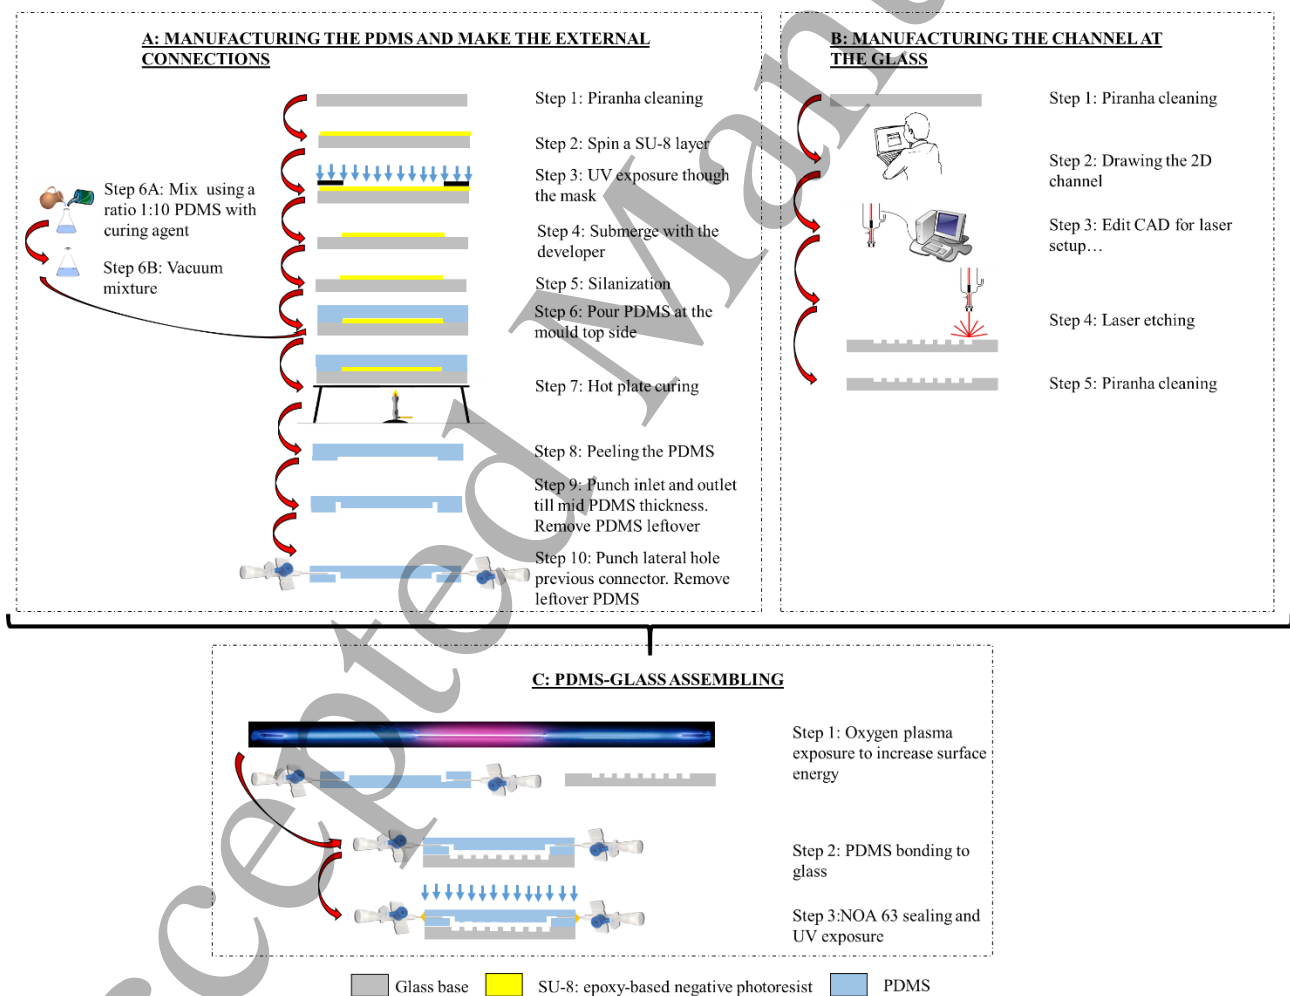 A: MANUFACTURING THE PDMS AND MAKE THE EXTERNAL
CONNECTIONS
Step 1: Piranha cleaning
Step 2: Spin a SU-8 layer
Step 3: UV exposure though
the mask
Step 4: Submerge with the
developer
Step 5: Silanization
Step 6A: Mix using a
ratio 1:10 PDMS with
curing agent
Step 6B: Vacuum
mixture
Step 6: Pour PDMS at the
mould top side
Step 7: Hot plate curing
Step 8: Peeling the PDMS
Step 9: Punch inlet and outlet
till mid PDMS thickness.
Remove PDMS leftover
Step 10: Punch lateral hole
previous connector. Remove
leftover PDMS
B: MANUFACTURING THE CHANNEL AT
THE GLASS
Step 1: Piranha cleaning
Step 2: Drawing the 2D
channel
Step 3: Edit CAD for laser
setup…
Step 4: Laser etching
Step 5: Piranha cleaning
C: PDMS-GLASS ASSEMBLING
Step 1: Oxygen plasma
exposure to increase surface
energy
Step 2: PDMS bonding to
glass
Step 3:NOA 63 sealing and
UV exposure
Glass base
SU-8: epoxy-based negative photoresist
PDMS
cepted Man